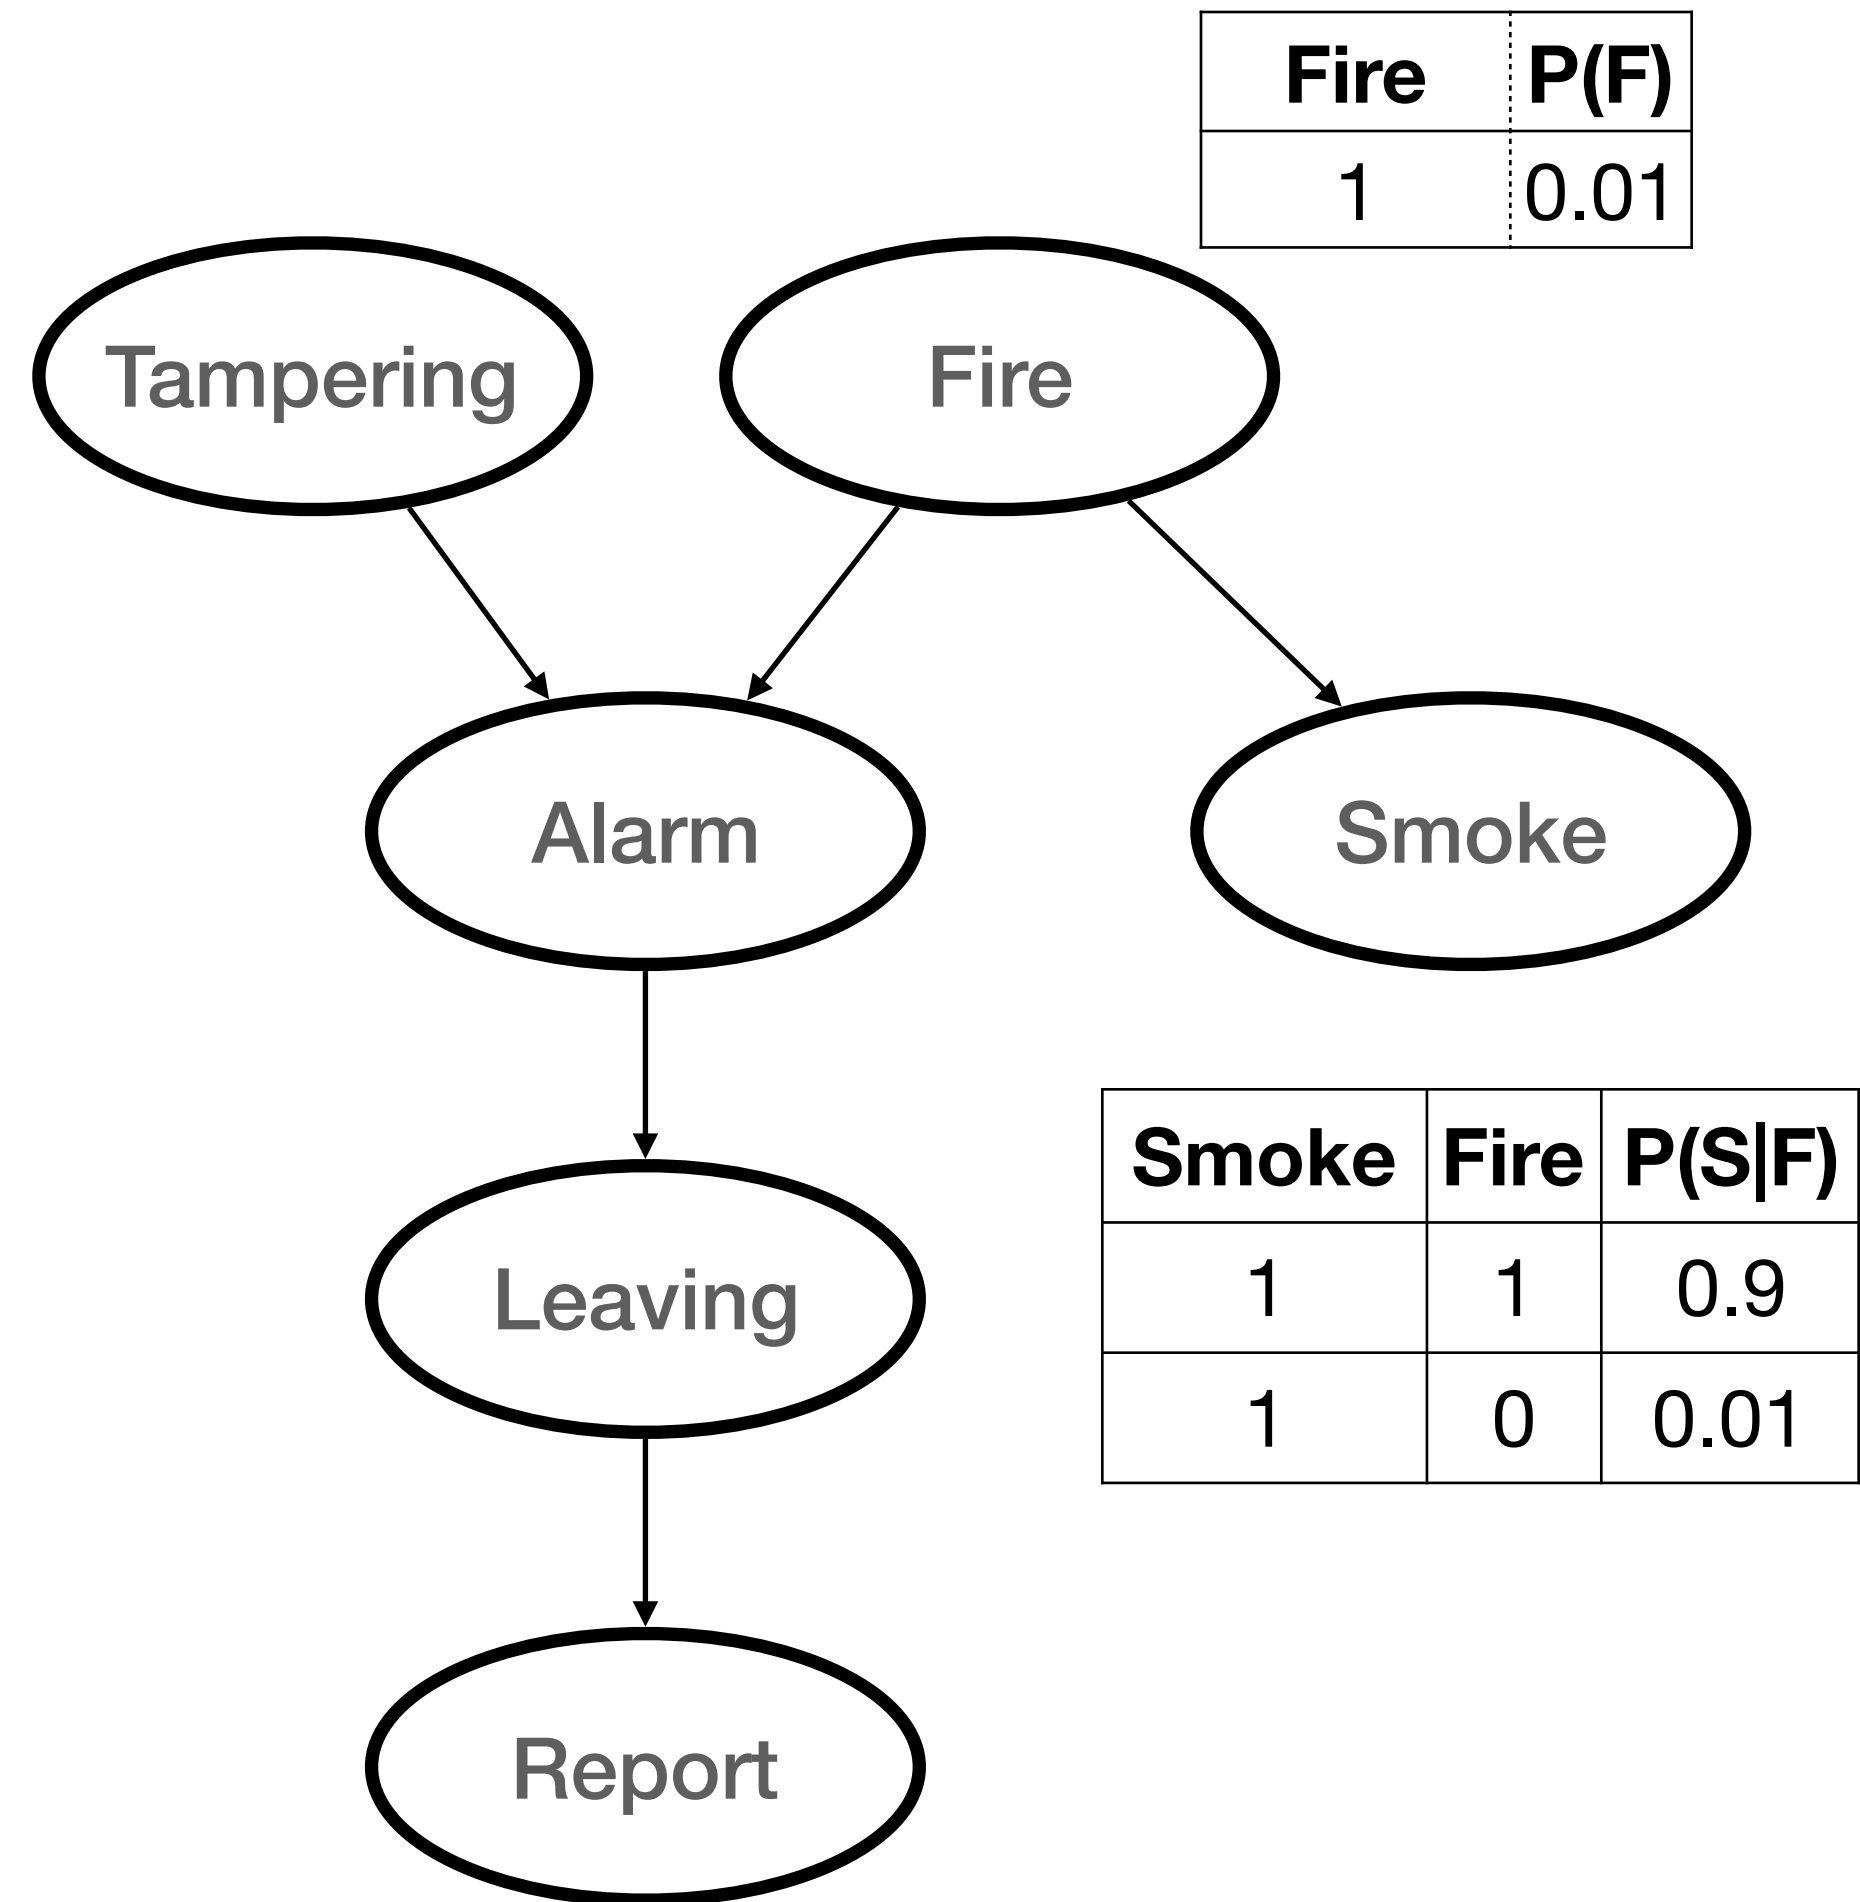 Fire P(F)
1 0.01
Tampering
Fire
Alarm
Smoke
Leaving
Smoke Fire P(S|F)
1 1 0.9
1 0 0.01
Report